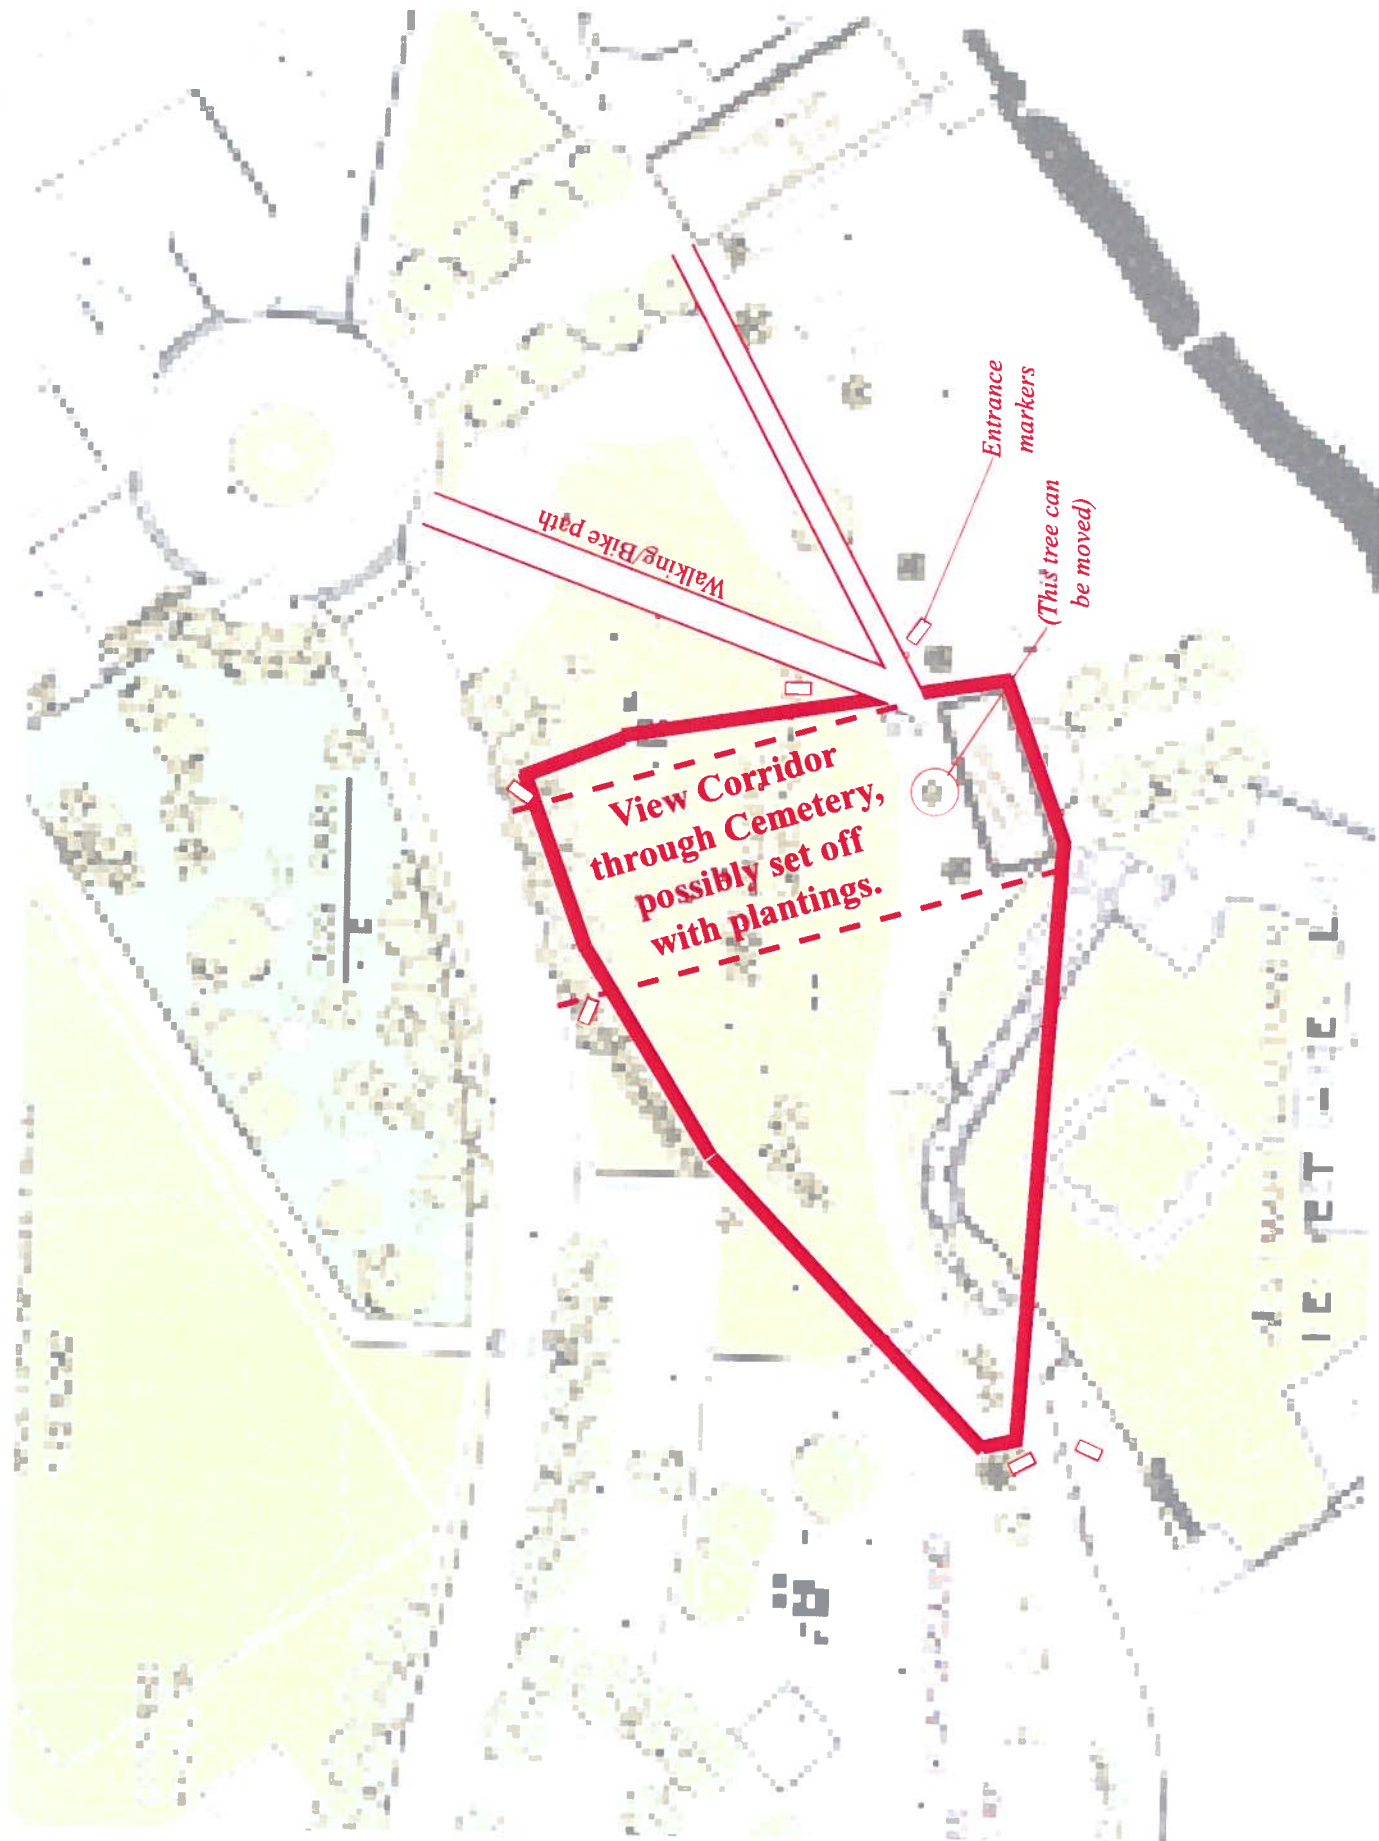 Walking/Bike path
Entrance
markers
(This tree can
be moved)
View Corridor
through Cemetery,
possibly set off
with plantings.